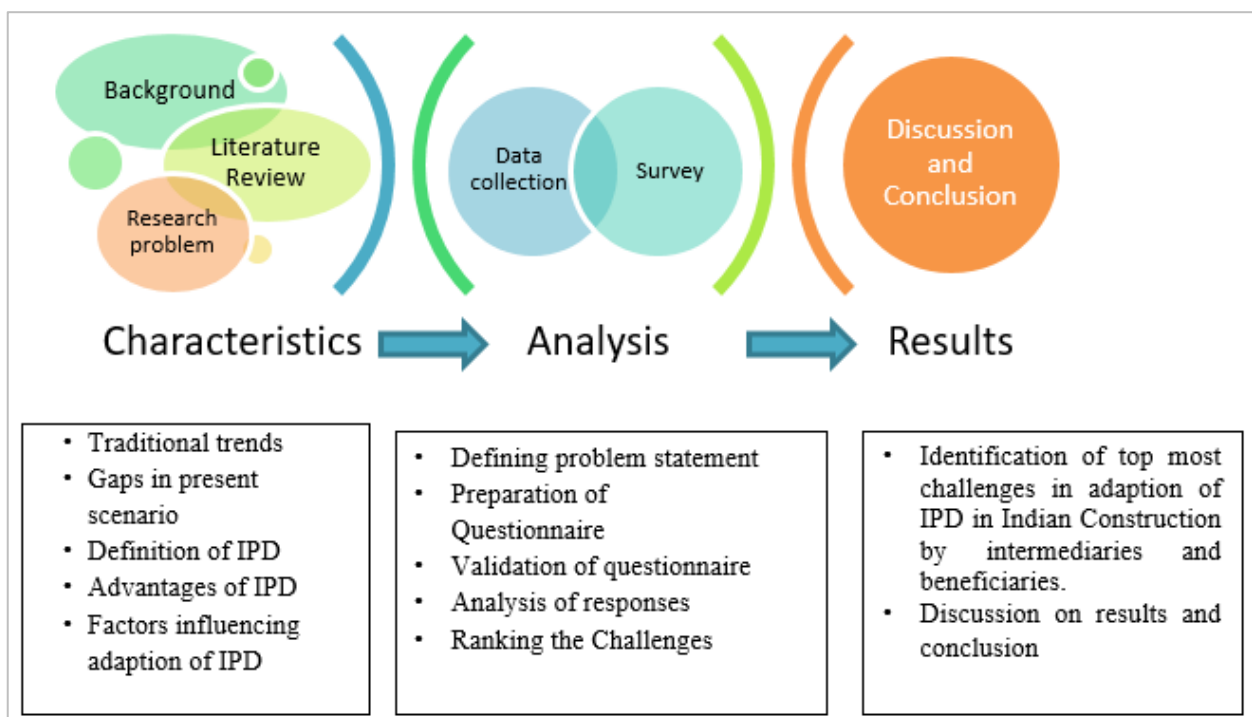 Background
Literature
Review
Research
problem
Data
collection
Survey
Discussion
and
Conclusion
Characteristics
Analysis
Results
• Traditional trends
• Gaps in present
scenario
• Definition of IPD
• Advantages of IPD
• Factors influencing
adaption of IPD
• Defining problem statement
• Preparation of
Questionnaire
• Validation of questionnaire
• Analysis of responses
• Ranking the Challenges
• Identification of top most
challenges in adaption of
IPD in Indian Construction
by intermediaries and
beneficiaries.
• Discussion on results and
conclusion